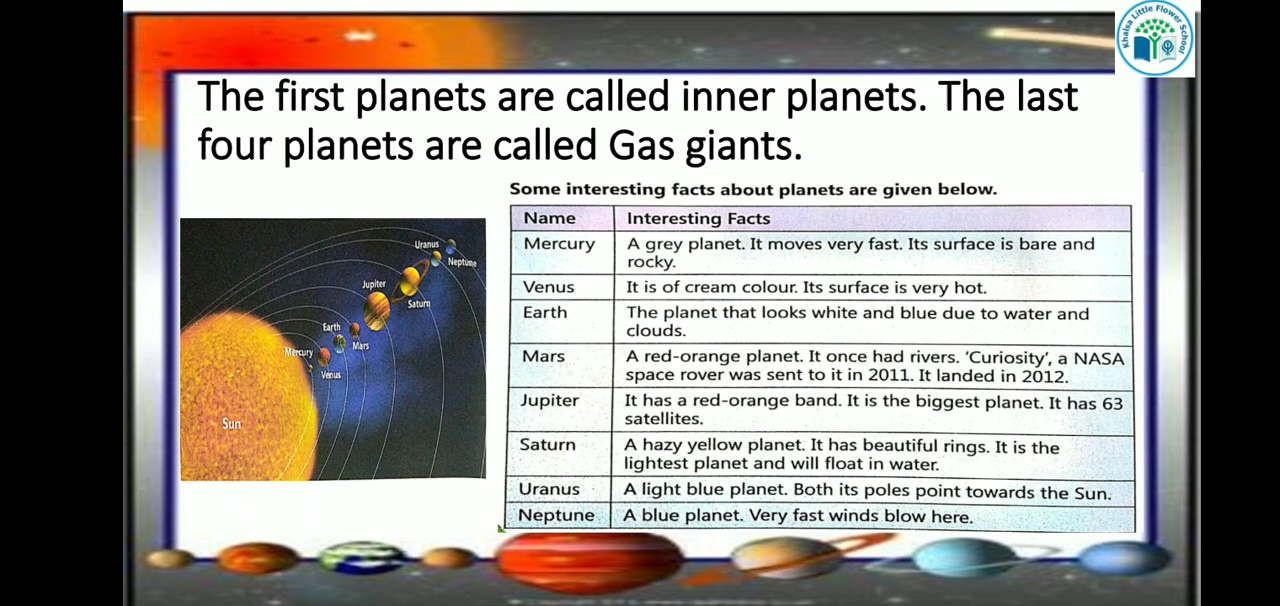 Khalsa Little Flower School
The first planets are called inner planets. The last
four planets are called Gas giants.
Some interesting facts about planets are given below.
Name Interesting Facts
Mercury A grey planet. It moves very fast. Its surface is bare and
rocky.
Venus It is of cream colour. Its surface is very hot.
Earth The planet that looks white and blue due to water and
clouds.
Mars A red-orange planet. It once had rivers. ‘Curiosity’, a NASA
space rover was sent to it in 2011. It landed in 2012.
Jupiter It has a red-orange band. It is the biggest planet. It has 63
satellites.
Saturn A hazy yellow planet. It has beautiful rings. It is the
lightest planet and will float in water.
Uranus A light blue planet. Both its poles point towards the Sun.
Neptune A blue planet. Very fast winds blow here.
Uranus
Neptune
Jupiter
Saturn
Earth
Mars
Mercury
Venus
Sun